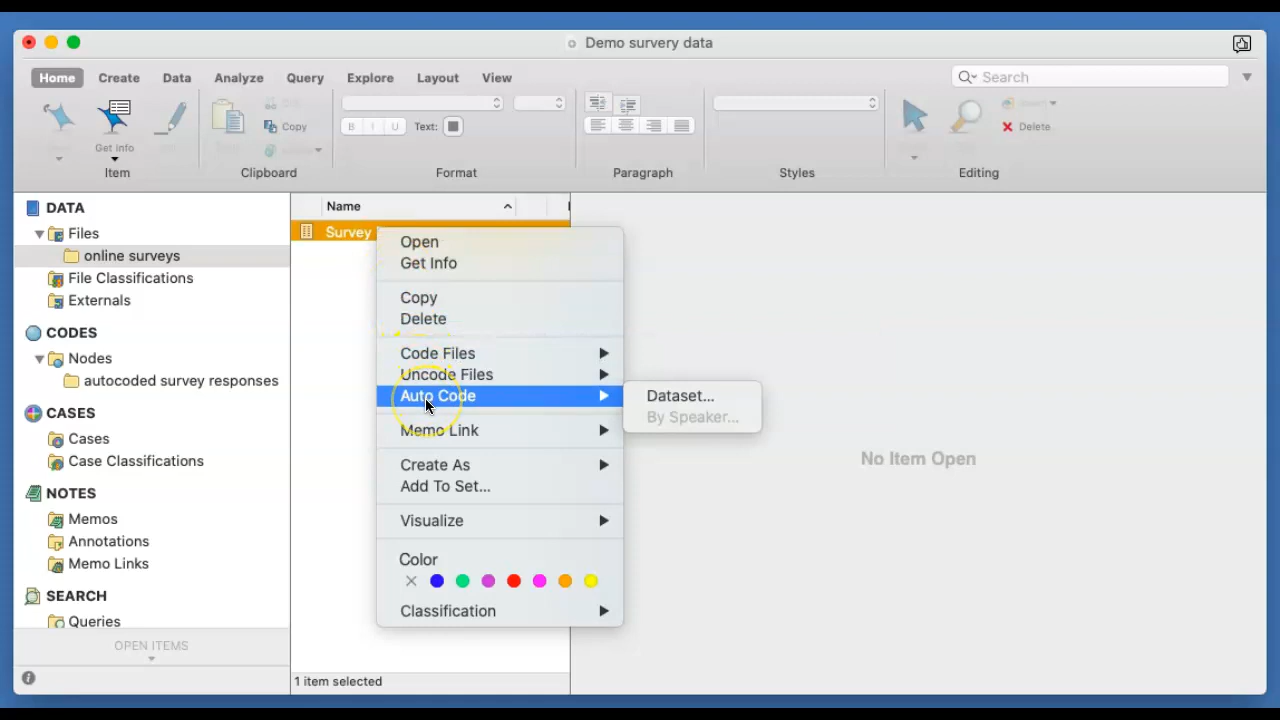 Demo survery data
Home Create Data Analyze Query Explore Layout View
Search
Get info
Copy
B I U Text:
Delete
Item Clipboard Format Paragraph Styles Editing
DATA
Files
online surveys
File Classifications
Externals
CODES
Nodes
autocoded survey responses
CASES
Cases
Case Classifications
NOTES
Memos
Annotations
Memo Links
SEARCH
Queries
OPEN ITEMS
Name
Survey
Open
Get Info
Copy
Delete
Code Files
Uncode Files
Auto Code
Memo Link
Create As
Add To Set...
Visualize
Color
Classification
Dataset...
By Speaker...
No Item Open
1 item selected